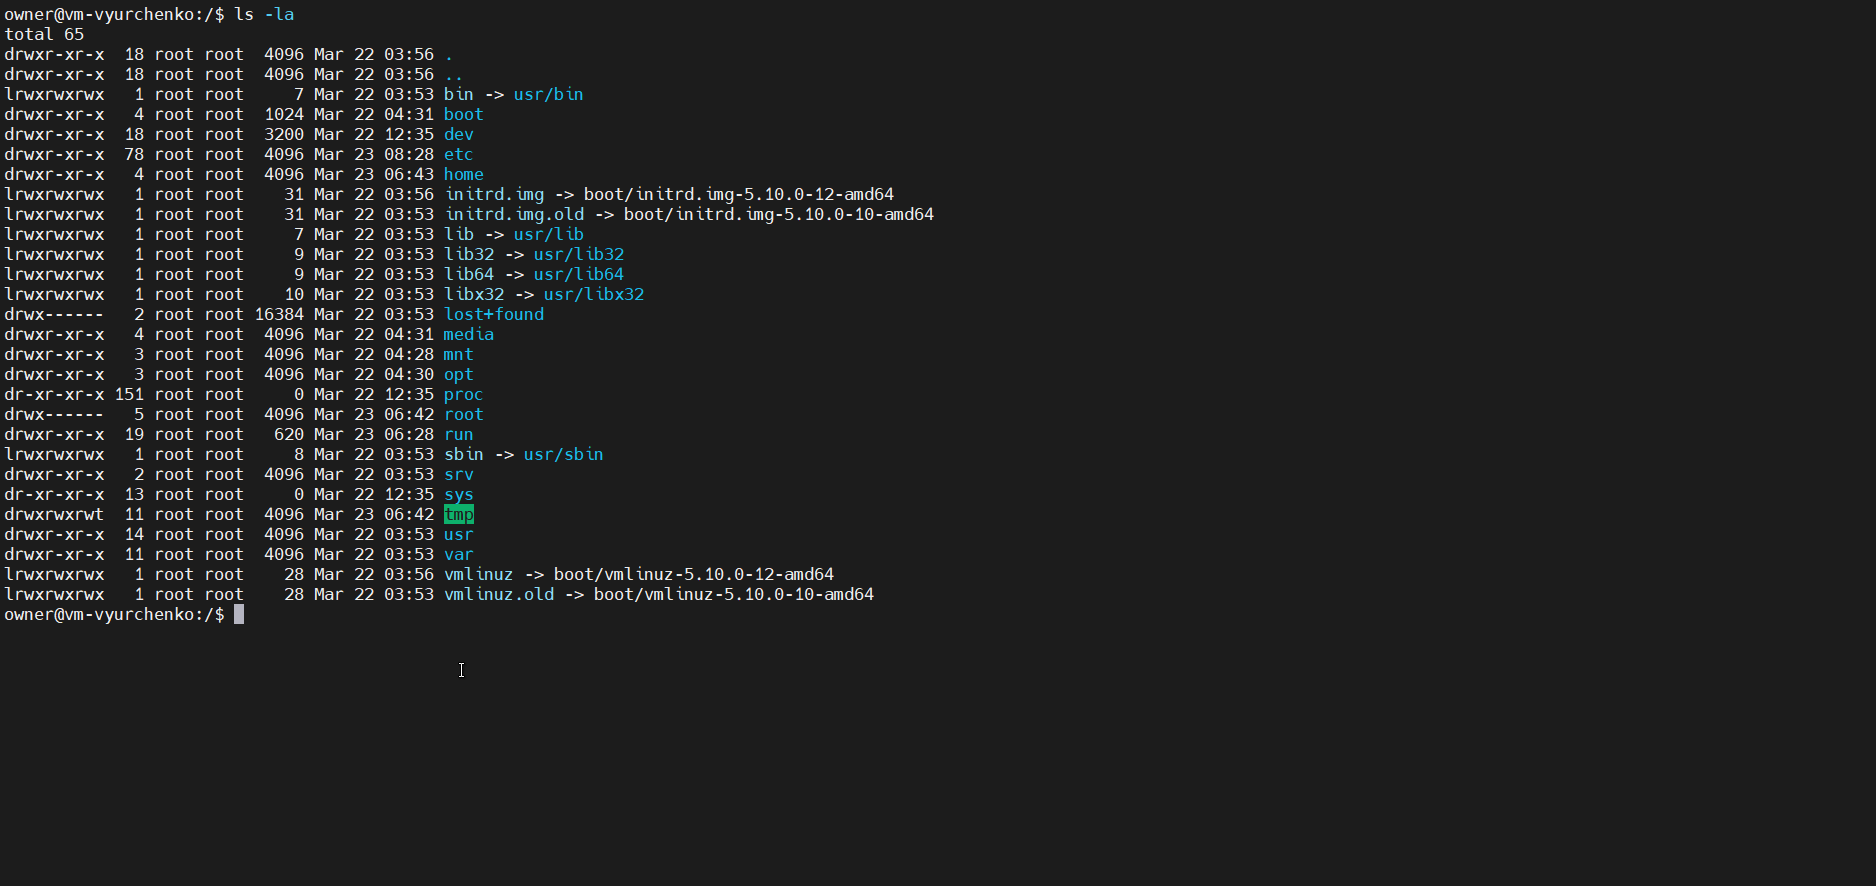 owner@vm-vyurchenko:/$ ls -la
total 65
drwxr-xr-x  18 root root  4096 Mar 22 03:56 .
drwxr-xr-x  18 root root  4096 Mar 22 03:56 ..
lrwxrwxrwx   1 root root     7 Mar 22 03:53 bin -> usr/bin
drwxr-xr-x   4 root root  1024 Mar 22 04:31 boot
drwxr-xr-x  18 root root  3200 Mar 22 12:35 dev
drwxr-xr-x  78 root root  4096 Mar 23 08:28 etc
drwxr-xr-x   4 root root  4096 Mar 23 06:43 home
lrwxrwxrwx   1 root root    31 Mar 22 03:56 initrd.img -> boot/initrd.img-5.10.0-12-amd64
lrwxrwxrwx   1 root root    31 Mar 22 03:53 initrd.img.old -> boot/initrd.img-5.10.0-10-amd64
lrwxrwxrwx   1 root root     7 Mar 22 03:53 lib -> usr/lib
lrwxrwxrwx   1 root root     9 Mar 22 03:53 lib32 -> usr/lib32
lrwxrwxrwx   1 root root     9 Mar 22 03:53 lib64 -> usr/lib64
lrwxrwxrwx   1 root root    10 Mar 22 03:53 libx32 -> usr/libx32
drwx------   2 root root 16384 Mar 22 03:53 lost+found
drwxr-xr-x   4 root root  4096 Mar 22 04:31 media
drwxr-xr-x   3 root root  4096 Mar 22 04:28 mnt
drwxr-xr-x   3 root root  4096 Mar 22 04:30 opt
dr-xr-xr-x 151 root root     0 Mar 22 12:35 proc
drwx------   5 root root  4096 Mar 23 06:42 root
drwxr-xr-x  19 root root   620 Mar 23 06:28 run
lrwxrwxrwx   1 root root     8 Mar 22 03:53 sbin -> usr/sbin
drwxr-xr-x   2 root root  4096 Mar 22 03:53 srv
dr-xr-xr-x  13 root root     0 Mar 22 12:35 sys
drwxrwxrwt  11 root root  4096 Mar 23 06:42 tmp
drwxr-xr-x  14 root root  4096 Mar 22 03:53 usr
drwxr-xr-x  11 root root  4096 Mar 22 03:53 var
lrwxrwxrwx   1 root root    28 Mar 22 03:56 vmlinuz -> boot/vmlinuz-5.10.0-12-amd64
lrwxrwxrwx   1 root root    28 Mar 22 03:53 vmlinuz.old -> boot/vmlinuz-5.10.0-10-amd64
owner@vm-vyurchenko:/$